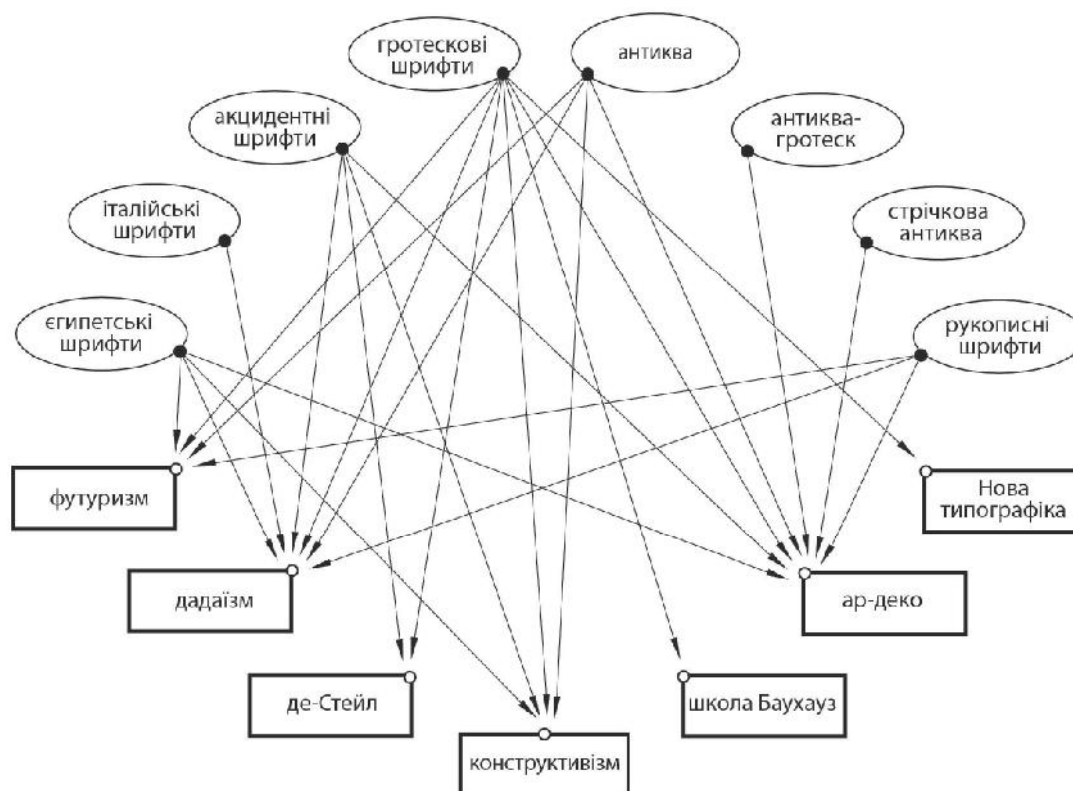 гротескові
шрифти
антиква
акцидентні
шрифти
антиква-
гротеск
італійські
шрифти
стрічкова
антиква
єгипетські
шрифти
рукописні
шрифти
футуризм
Нова
типографіка
дадаїзм
ар-деко
де-Стейл
школа Баухауз
конструктивізм